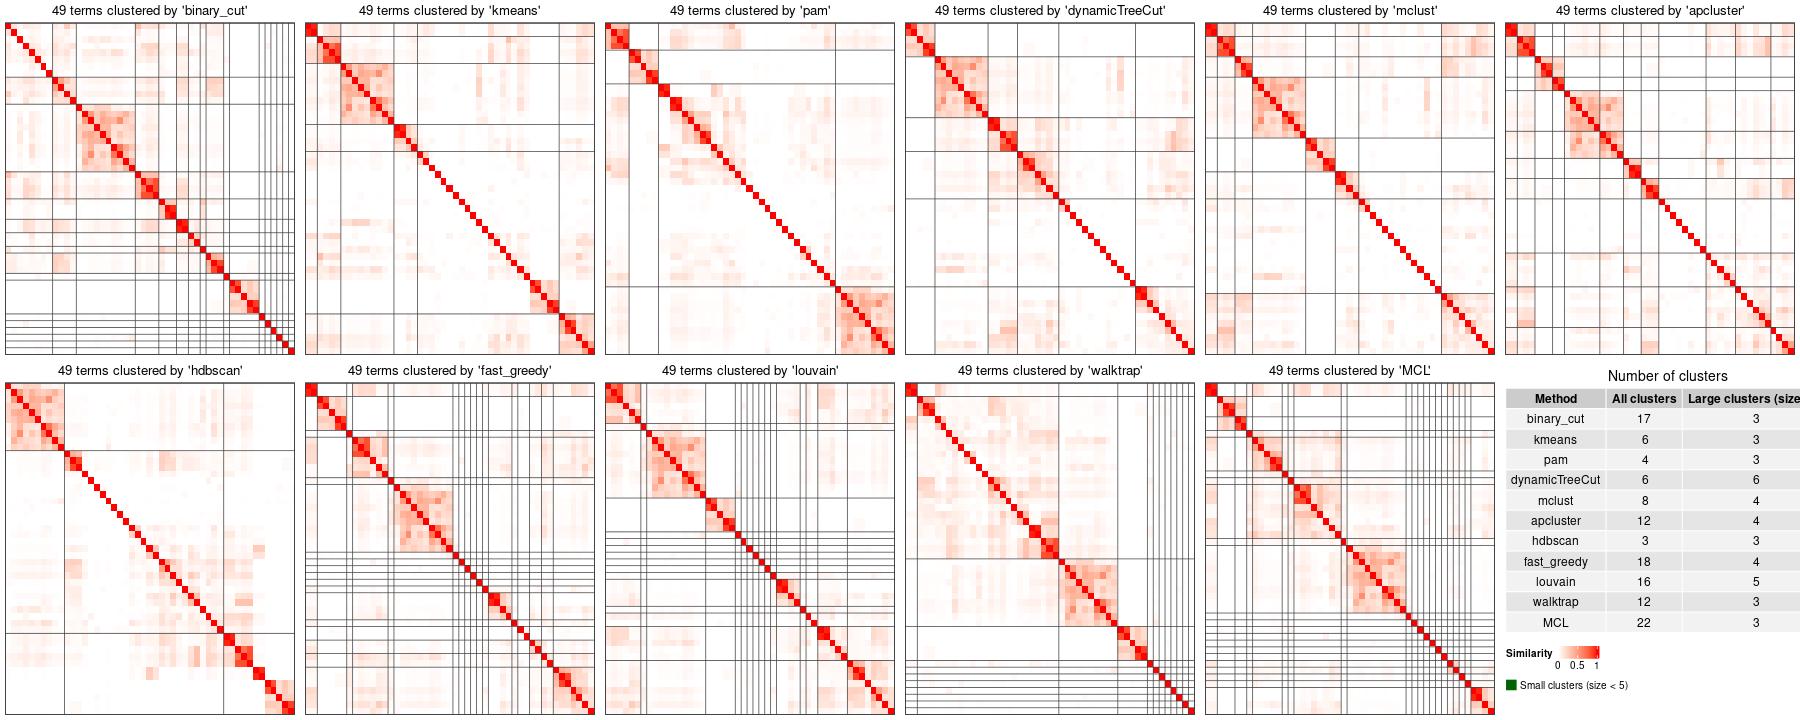 49 terms clustered by 'binary_cut'
49 terms clustered by 'kmeans'
49 terms clustered by 'pam'
49 terms clustered by 'dynamicTreeCut'
49 terms clustered by 'mclust'
49 terms clustered by 'apcluster'
49 terms clustered by 'hdbscan'
49 terms clustered by 'fast_greedy'
49 terms clustered by 'louvain'
49 terms clustered by 'walktrap'
49 terms clustered by 'MCL'
Number of clusters
Method All clusters Large clusters (size
binary_cut 17 3
kmeans 6 3
pam 4 3
dynamicTreeCut 6 6
mclust 8 4
apcluster 12 4
hdbscan 3 3
fast_greedy 18 4
louvain 16 5
walktrap 12 3
MCL 22 3
Similarity
0 0.5 1
Small clusters (size < 5)